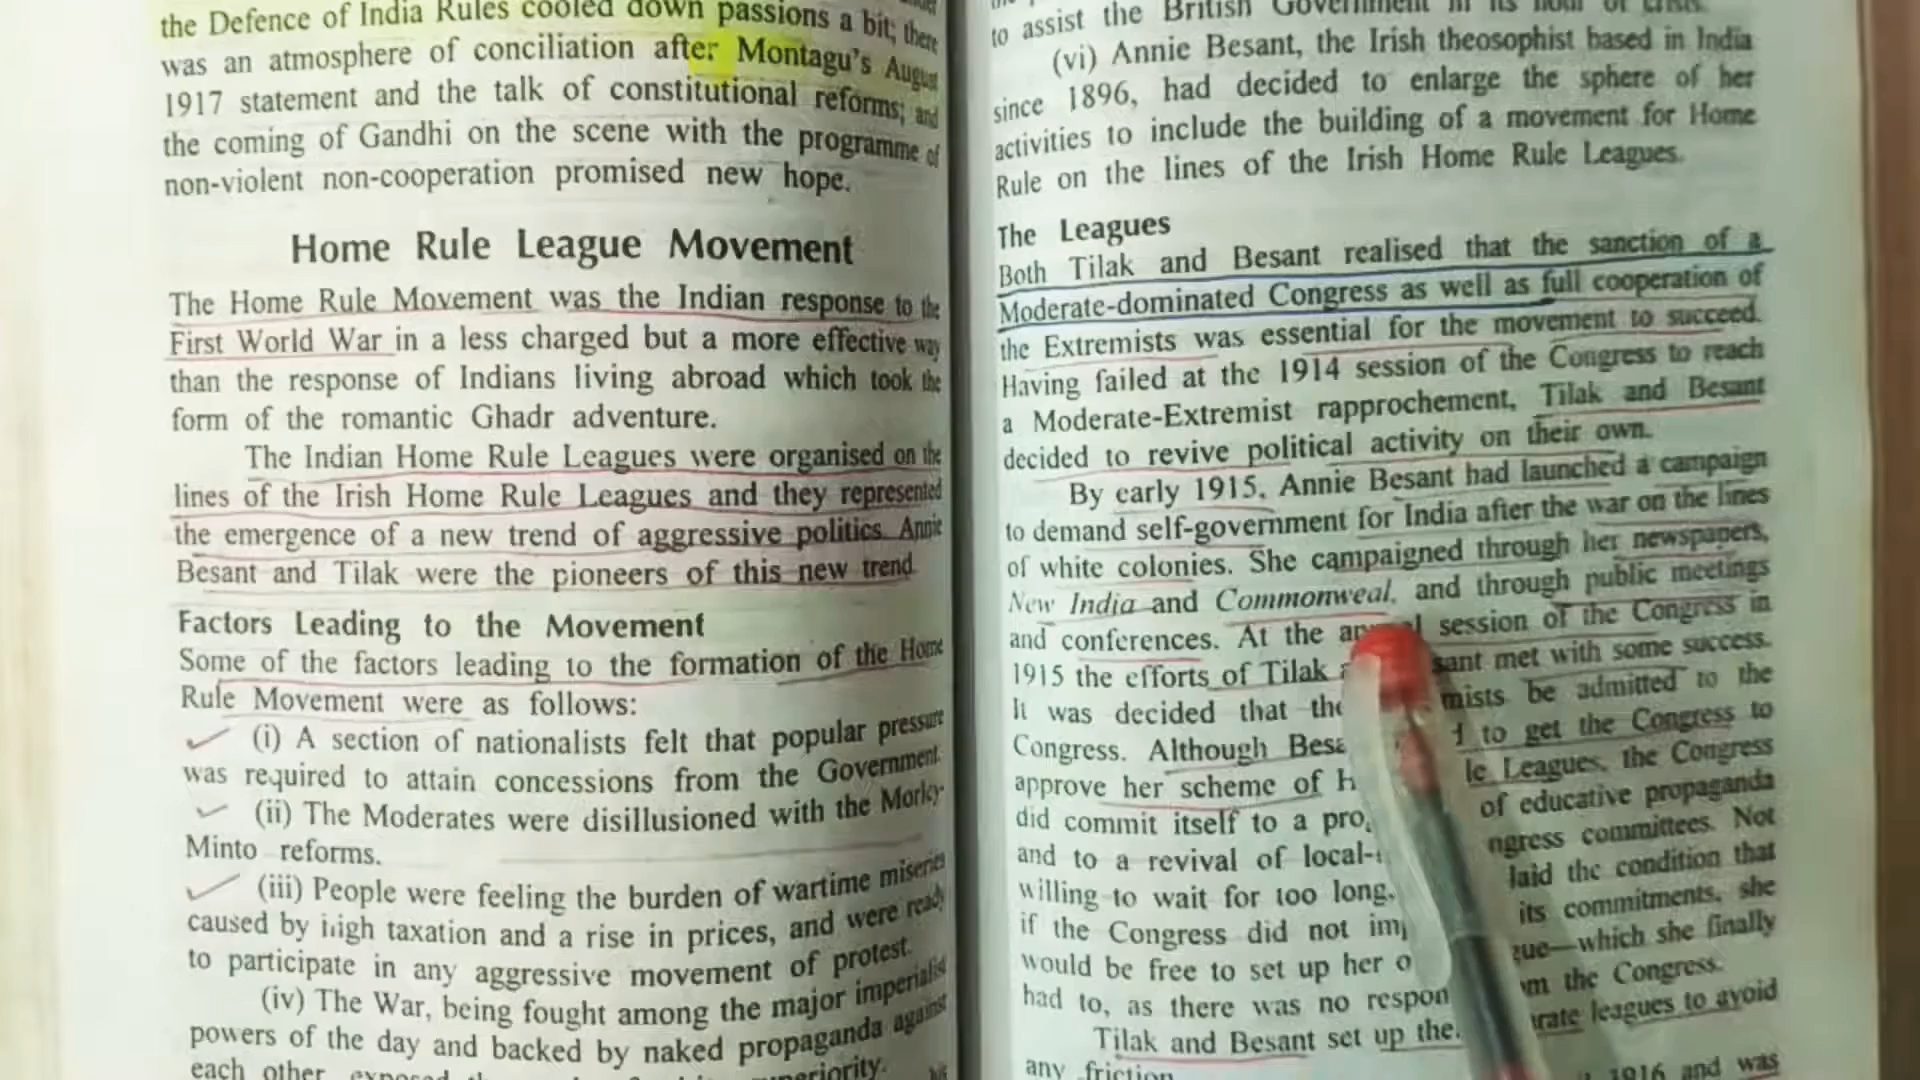 the Defence of India Rules cooled down passions a bit; there
was an atmosphere of conciliation after Montagu's August
1917 statement and the talk of constitutional reforms; and
the coming of Gandhi on the scene with the programme of
non-violent non-cooperation promised new hope.
Home Rule League Movement
The Home Rule Movement was the Indian response to the
First World War in a less charged but a more effective way
than the response of Indians living abroad which took the
form of the romantic Ghadr adventure.
The Indian Home Rule Leagues were organised on the
lines of the Irish Home Rule Leagues and they represented
the emergence of a new trend of aggressive politics. Annie
Besant and Tilak were the pioneers of this new trend.
Factors Leading to the Movement
Some of the factors leading to the formation of the Home
Rule Movement were as follows:
(i) A section of nationalists felt that popular pressure
was required to attain concessions from the Government.
(ii) The Moderates were disillusioned with the Morley-
Minto reforms.
(iii) People were feeling the burden of wartime miseries
caused by high taxation and a rise in prices, and were ready
to participate in any aggressive movement of protest.
(iv) The War, being fought among the major imperialist
powers of the day and backed by naked propaganda against
each other, exposed
to assist the British Government in its hour of crisis.
(vi) Annie Besant, the Irish theosophist based in India
since 1896, had decided to enlarge the sphere of her
activities to include the building of a movement for Home
Rule on the lines of the Irish Home Rule Leagues.
The Leagues
Both Tilak and Besant realised that the sanction of a
Moderate-dominated Congress as well as full cooperation of
the Extremists was essential for the movement to succeed.
Having failed at the 1914 session of the Congress to reach
a Moderate-Extremist rapprochement, Tilak and Besant
decided to revive political activity on their own.
By early 1915, Annie Besant had launched a campaign
to demand self-government for India after the war on the lines
of white colonies. She campaigned through her newspapers,
New India and Commonweal, and through public meetings
and conferences. At the session of the Congress in
1915 the efforts of Tilak sant met with some success.
It was decided that the mists be admitted to the
Congress. Although Besa to get the Congress to
approve her scheme of H le Leagues, the Congress
did commit itself to a pro of educative propaganda
and to a revival of local- ngress committees. Not
willing to wait for too long, laid the condition that
if the Congress did not imp its commitments, she
would be free to set up her o gue—which she finally
had to, as there was no respon om the Congress.
Tilak and Besant set up the rate leagues to avoid
any friction.
1916 and was